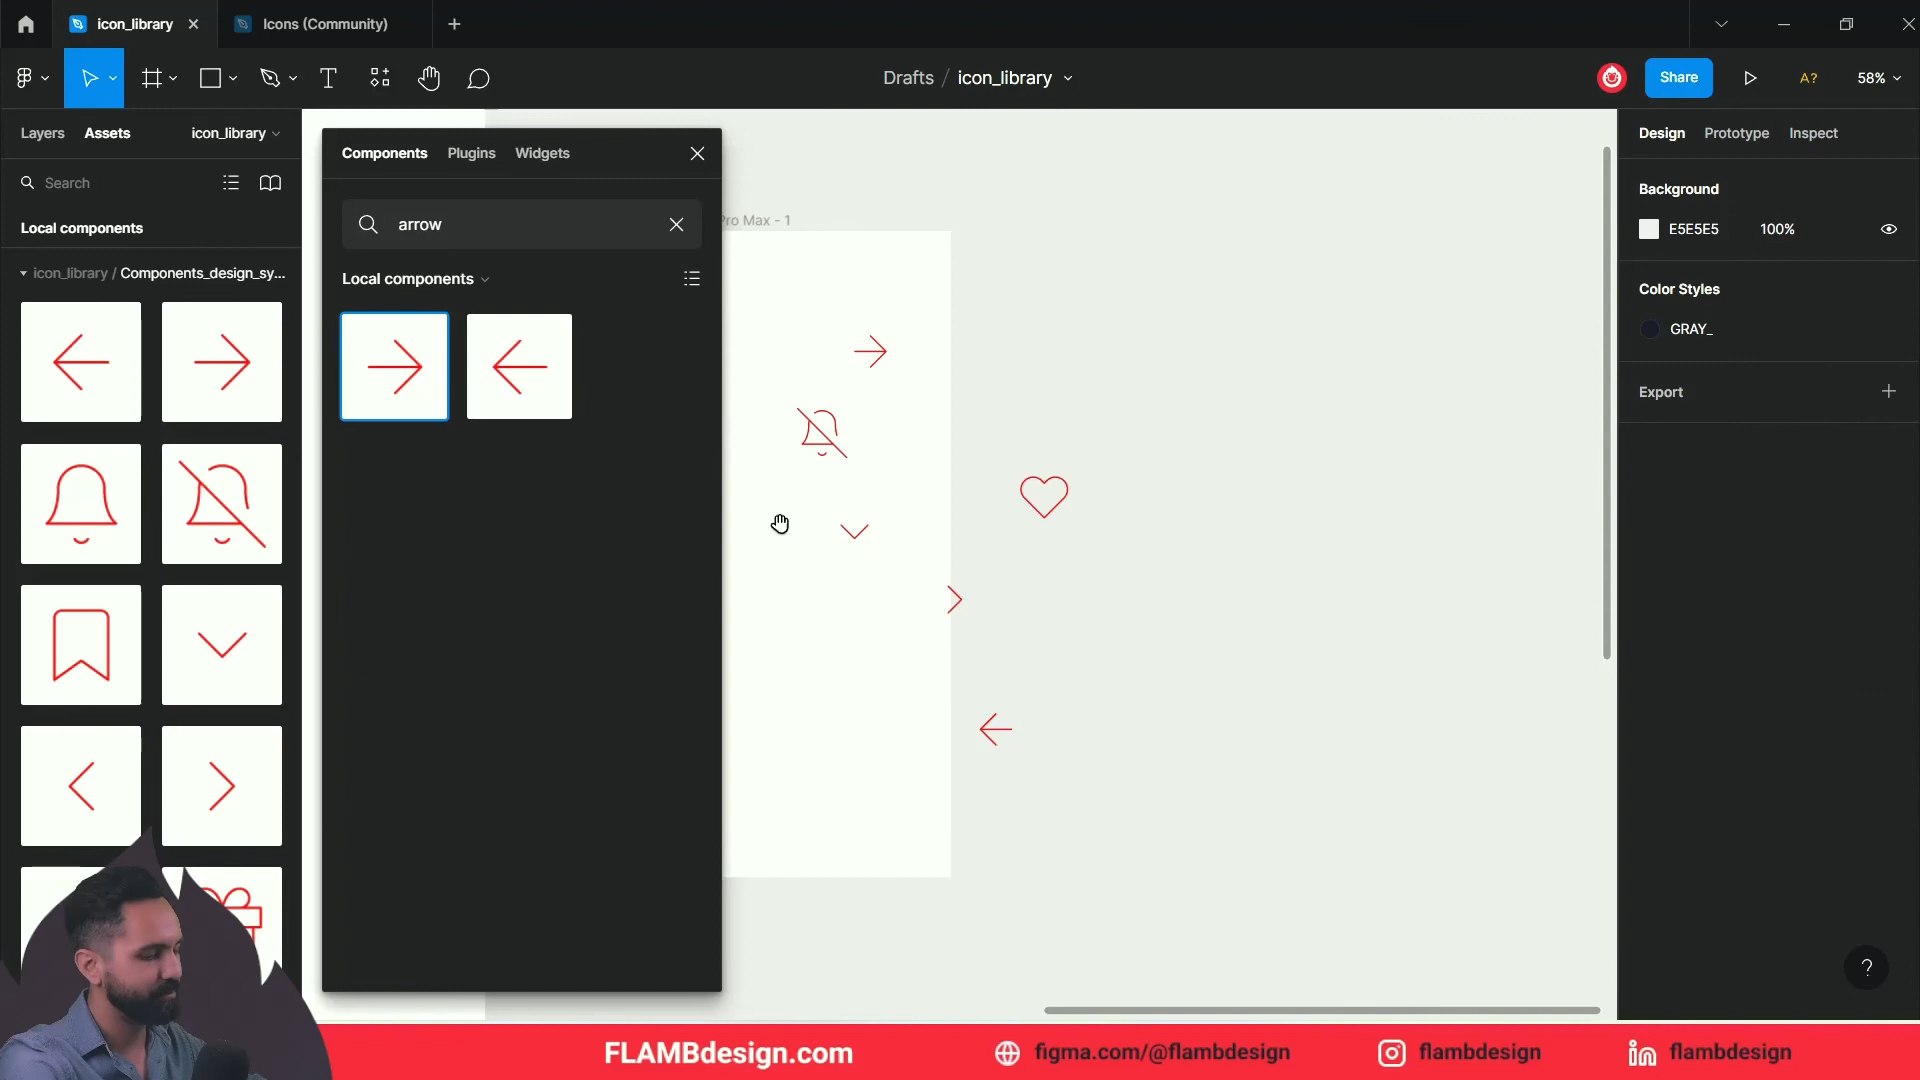 icon_library
Icons (Community)
Drafts / icon_library
Share
A?
58%
Layers
Assets
icon_library
Search
Local components
icon_library / Components_design_sy...
Components
Plugins
Widgets
arrow
Local components
Pro Max - 1
Design
Prototype
Inspect
Background
E5E5E5
100%
Color Styles
GRAY_
Export
?
FLAMBdesign.com
figma.com/@flambdesign
flambdesign
flambdesign